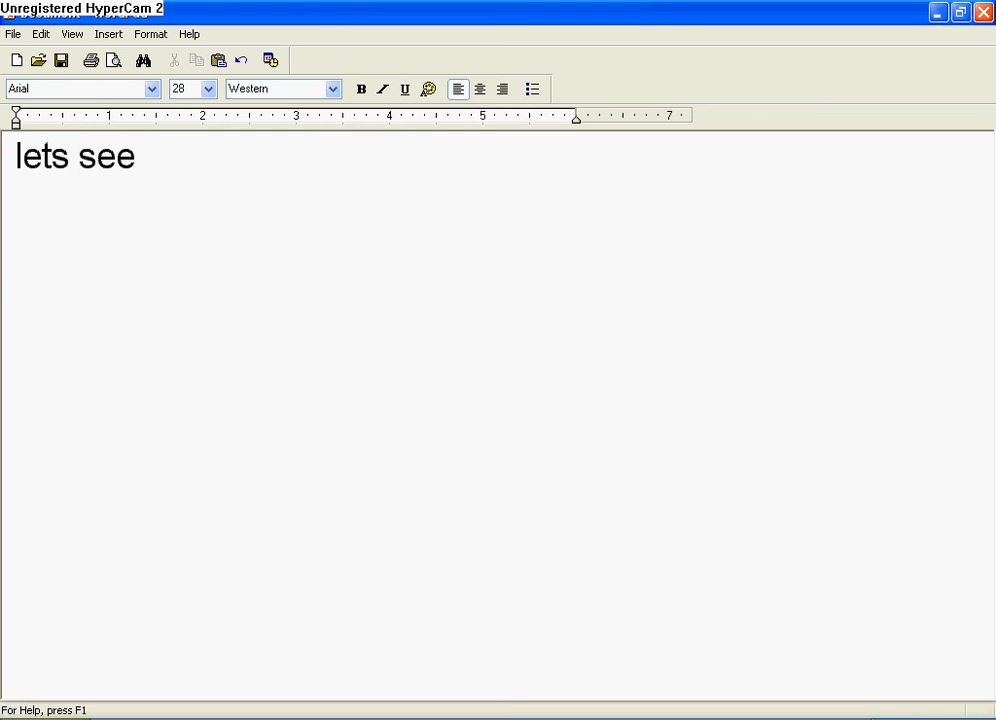 Unregistered HyperCam 2
File Edit View Insert Format Help
Arial 28 Western B U
1 2 3 4 5 7
lets see
For Help, press F1